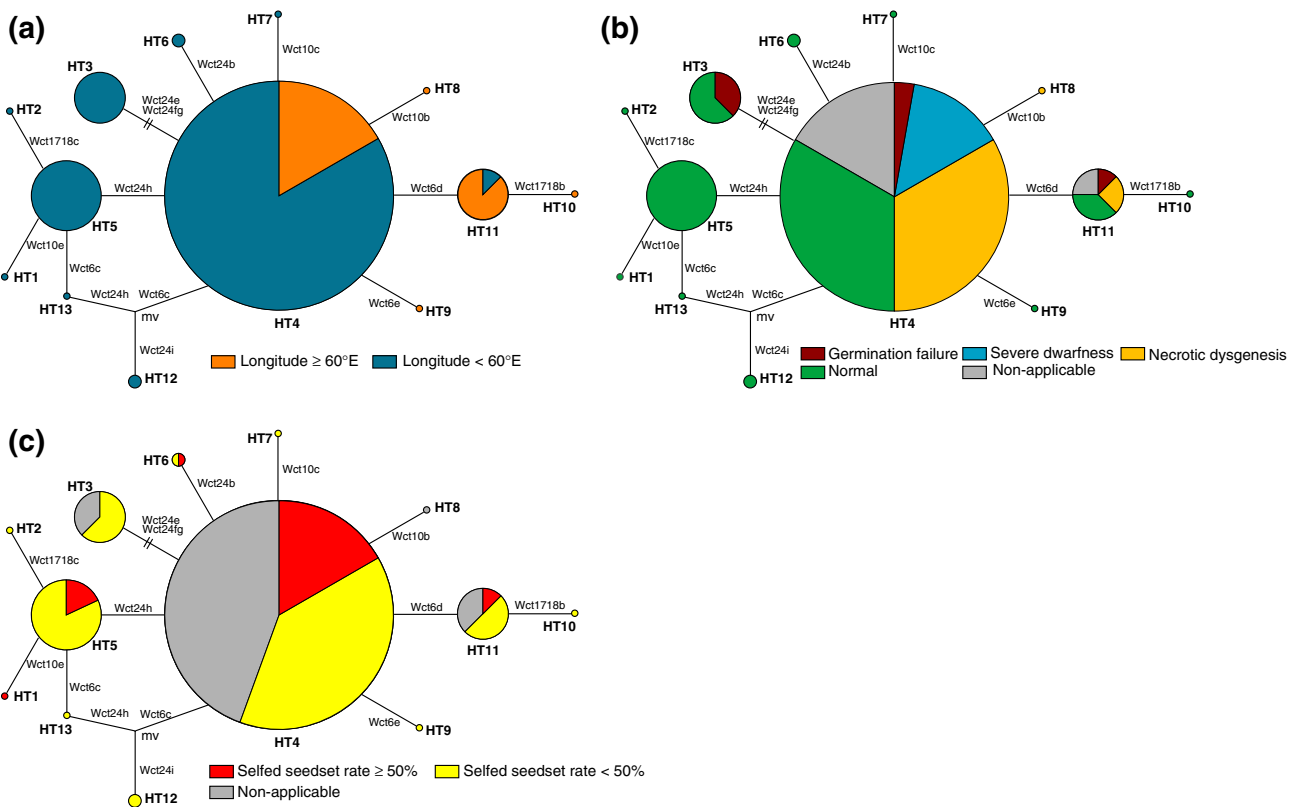 (a)
HT7
HT6
Wct10c
Wct24b
HT3
HT8
HT2
Wct24e
Wct24fg
Wct10b
Wct1718c
Wct24h
Wct6d
Wct1718b
HT10
HT5
HT11
Wct10e
Wct6c
HT1
Wct24h
Wct6c
HT13
mv
Wct6e
HT9
HT4
Wct24i
HT12
Longitude ≥ 60°E
Longitude < 60°E
(b)
HT7
HT6
Wct10c
Wct24b
HT3
HT8
HT2
Wct24e
Wct24fg
Wct10b
Wct1718c
Wct24h
Wct6d
Wct1718b
HT10
HT5
HT11
Wct10e
Wct6c
HT1
Wct24h
Wct6c
HT13
mv
Wct6e
HT9
HT4
Wct24i
HT12
Germination failure
Severe dwarfness
Necrotic dysgenesis
Normal
Non-applicable
(c)
HT7
HT6
Wct10c
Wct24b
HT3
HT8
HT2
Wct24e
Wct24fg
Wct10b
Wct1718c
Wct24h
Wct6d
Wct1718b
HT10
HT5
HT11
Wct10e
Wct6c
HT1
Wct24h
Wct6c
HT13
mv
Wct6e
HT9
HT4
Wct24i
HT12
Selfed seedset rate ≥ 50%
Selfed seedset rate < 50%
Non-applicable